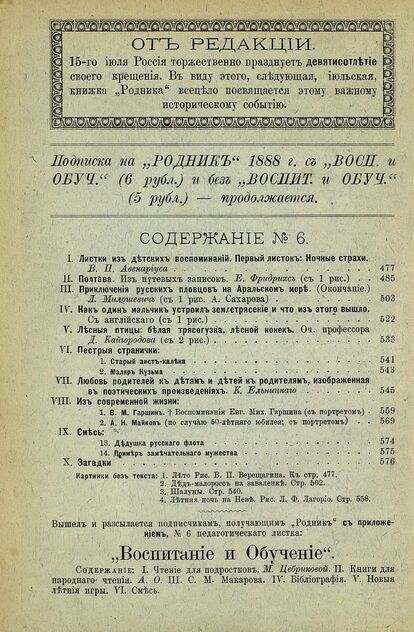 ОТЪ РЕДАКЦІИ.
15-го іюля Россія торжественно празднуетъ девятисотлѣтіе
своего крещенія. Въ виду этого, слѣдующая, іюльская,
книжка „Родника“ всецѣло посвящается этому важному
историческому событію.
Подписка на „РОДНИКЪ“ 1888 г. съ „ВОСП. и
ОБУЧ.“ (6 рубл.) и безъ „ВОСПИТ. и ОБУЧ.“
(5 рубл.) — продолжается.
СОДЕРЖАНІЕ № 6.
I. Листки изъ дѣтскихъ воспоминаній. Первый листокъ: Ночные страхи.
В. П. Авенаріуса . . . 477
II. Полтава. Изъ путевыхъ записокъ. Е. Фридрихсъ (съ 1 рис.) . . 485
III. Приключенія русскихъ пловцовъ на Аральскомъ морѣ. (Окончаніе.)
Л. Милошевича (съ 1 рис. А. Сахарова) . . . 503
IV. Какъ одинъ мальчикъ устроилъ землетрясеніе и что изъ этого вышло.
Съ англійскаго (съ 1 рис.) . . . 522
V. Лѣсныя птицы: бѣлая трясогузка, лѣсной конекъ. Оч. профессора
Д. Кайгородова (съ 2 рис.) . . . 533
VI. Пестрыя странички:
1. Старый аистъ-калѣка . . . 541
2. Маляръ Кузьма . . . 543
VII. Любовь родителей къ дѣтямъ и дѣтей къ родителямъ, изображенная
въ поэтическихъ произведеніяхъ. К. Ельницкаго . . . 545
VIII. Изъ современной жизни:
1. В. М. Гаршинъ. † Воспоминанія Евг. Мих. Гаршина (съ портретомъ) . . 559
2. А. Н. Майковъ (по случаю 50-лѣтняго юбилея; съ портретомъ) . . 569
IX. Смѣсь:
13. Дѣдушка русскаго флота . . . 574
14. Примѣръ замѣчательнаго мужества . . . 575
X. Загадки . . . 576
Картинки безъ текста: 1. Лѣто Рис. В. П. Верещагина. Къ стр. 477.
2. Дѣдъ-малороссъ на заваленкѣ. Стр. 502.
3. Шалуны. Стр. 540.
4. Лѣтняя ночь на Невѣ. Рис. Л. Ф. Лагоріо. Стр. 558.
Вышелъ и разсылается подписчикамъ, получающимъ „Родникъ“ съ приложе-
ніемъ, № 6 педагогическаго листка:
„Воспитаніе и Обученіе“.
Содержаніе: I. Чтеніе для подростковъ. М. Цебриковой. II. Книги для
народнаго чтенія. А. О. III. С. М. Макарова. IV. Библіографія. V. Новыя
лѣтнія игры. VI. Смѣсь.